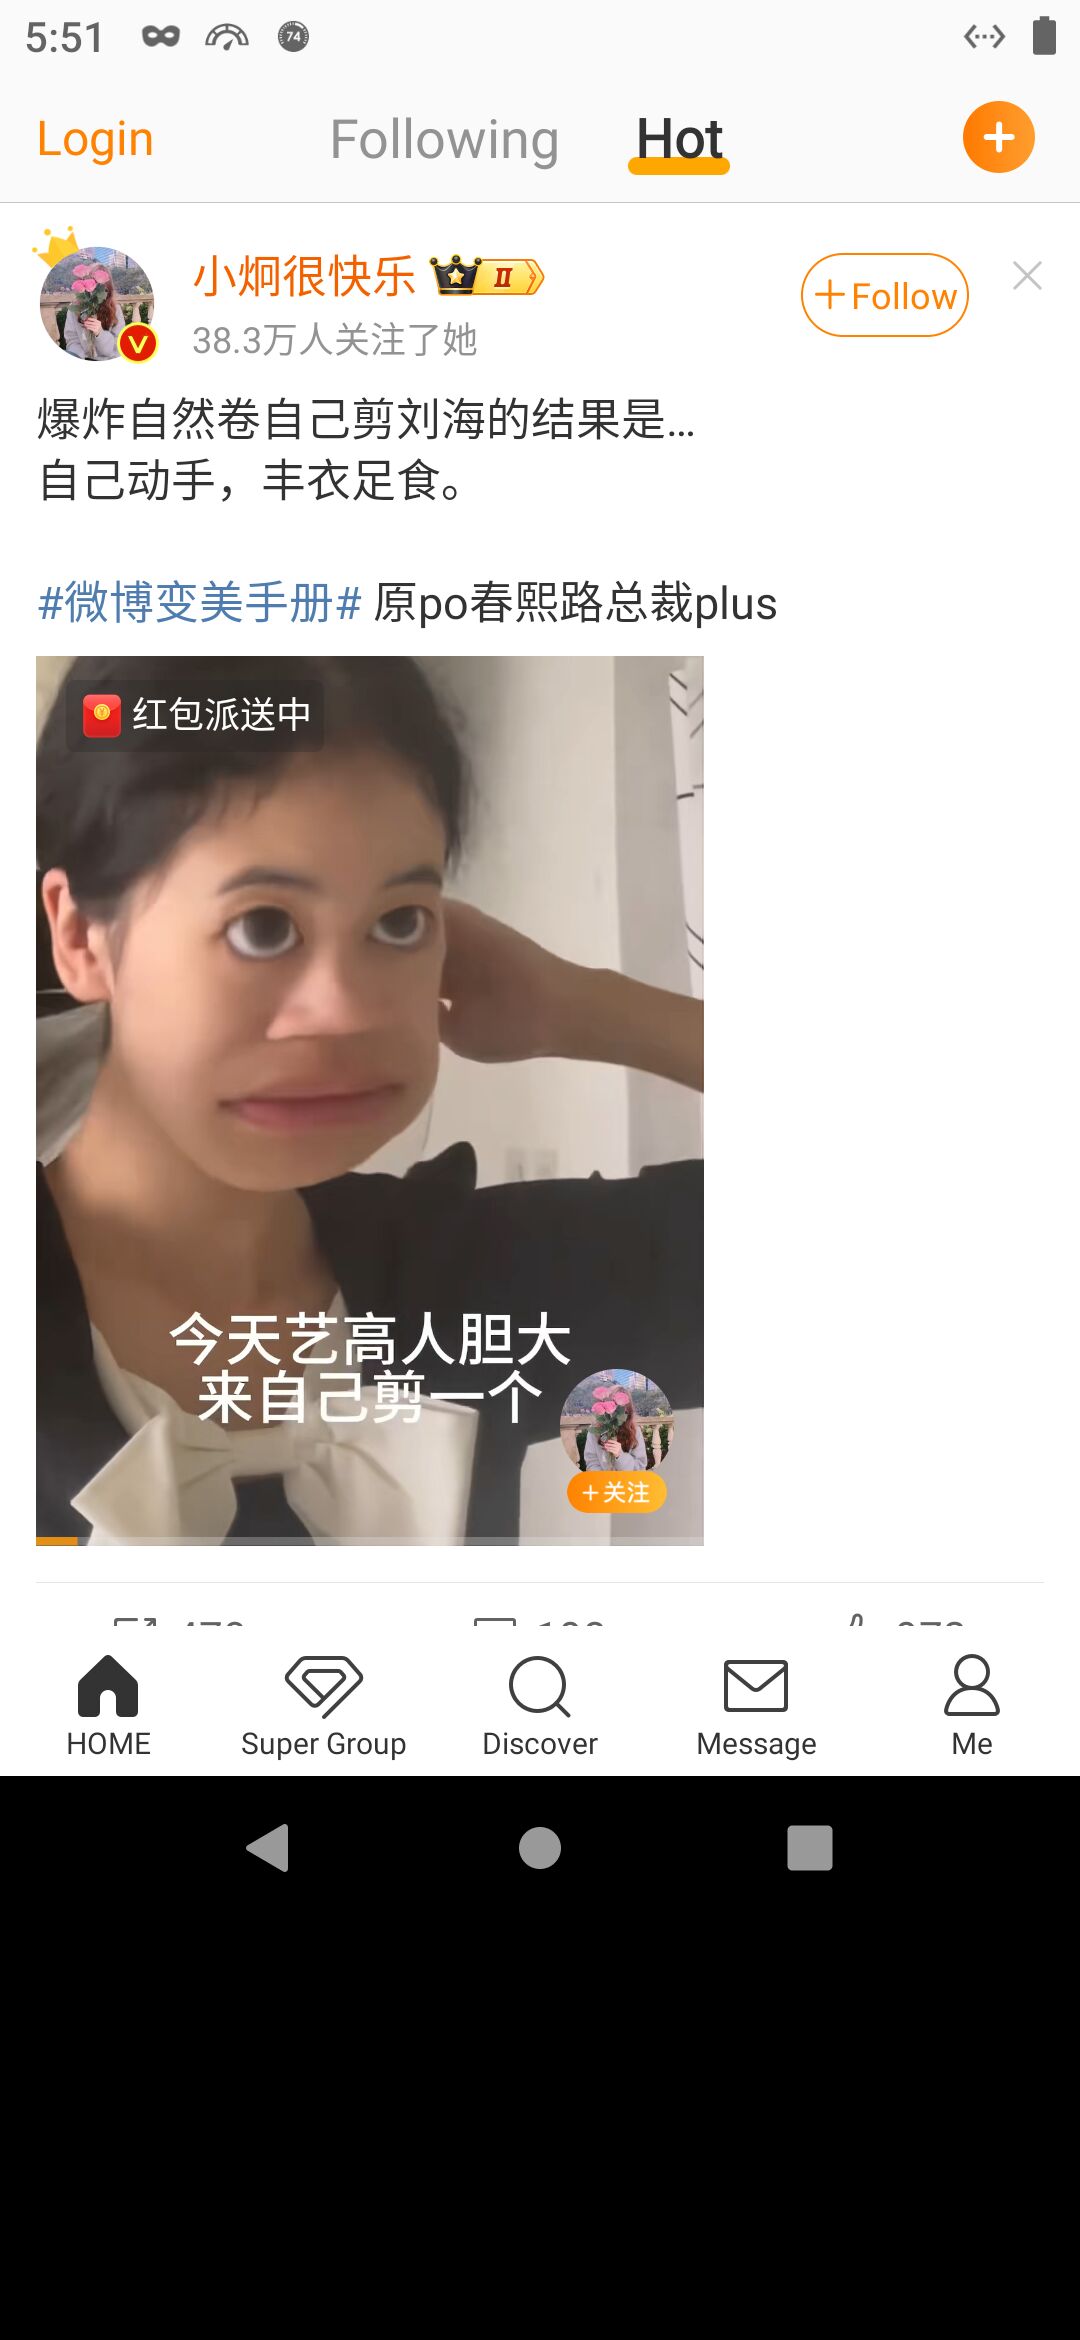 5:51
74
Login
Following
Hot
小炯很快乐
II
38.3万人关注了她
+Follow
爆炸自然卷自己剪刘海的结果是...
自己动手，丰衣足食。
#微博变美手册# 原po春熙路总裁plus
红包派送中
今天艺高人胆大
来自己剪一个
+关注
HOME
Super Group
Discover
Message
Me